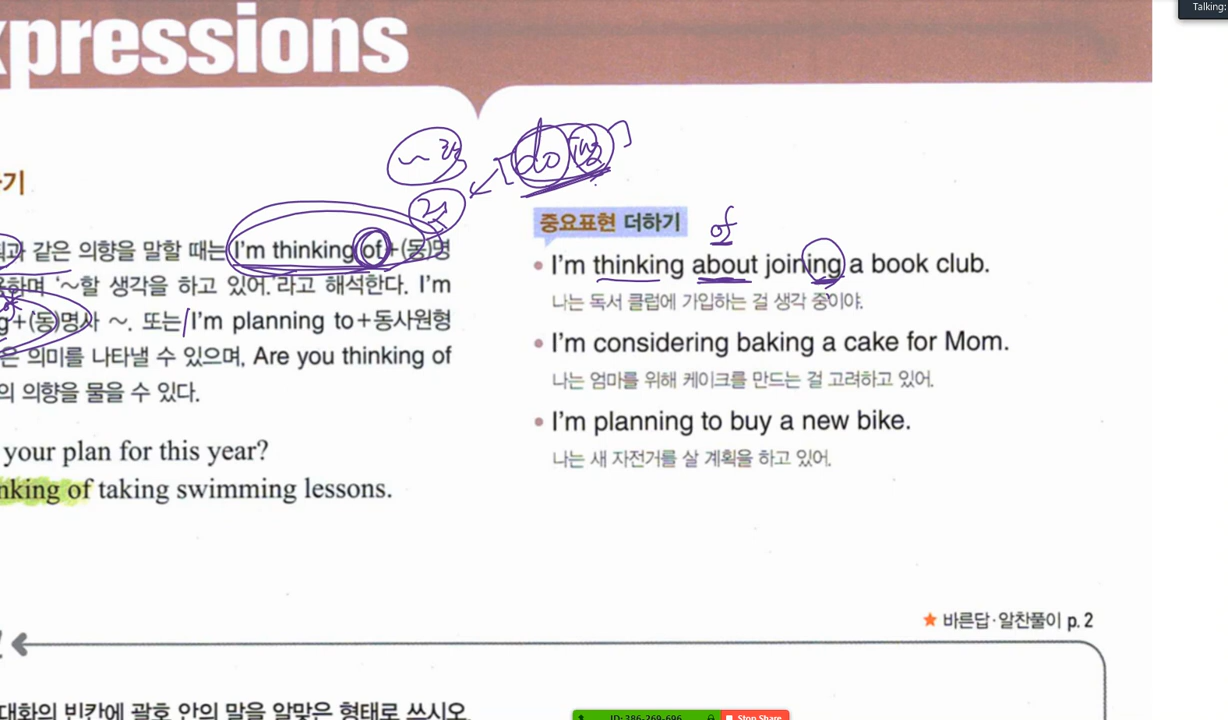 Talking:
xpressions
~ 것
[do ing]
기
중요표현 더하기
of
과 같은 의향을 말할 때는 I'm thinking of+(동)명
하며 '～할 생각을 하고 있어.'라고 해석한다. I'm
g+(동)명사 ～. 또는 I'm planning to+동사원형
은 의미를 나타낼 수 있으며, Are you thinking of
의 의향을 물을 수 있다.
your plan for this year?
nking of taking swimming lessons.
• I'm thinking about joining a book club.
나는 독서 클럽에 가입하는 걸 생각 중이야.
• I'm considering baking a cake for Mom.
나는 엄마를 위해 케이크를 만드는 걸 고려하고 있어.
• I'm planning to buy a new bike.
나는 새 자전거를 살 계획을 하고 있어.
★ 바른답·알찬풀이 p. 2
대화의 빈칸에 괄호 안의 말을 알맞은 형태로 쓰시오.
ID: 386-269-696 Stop Share